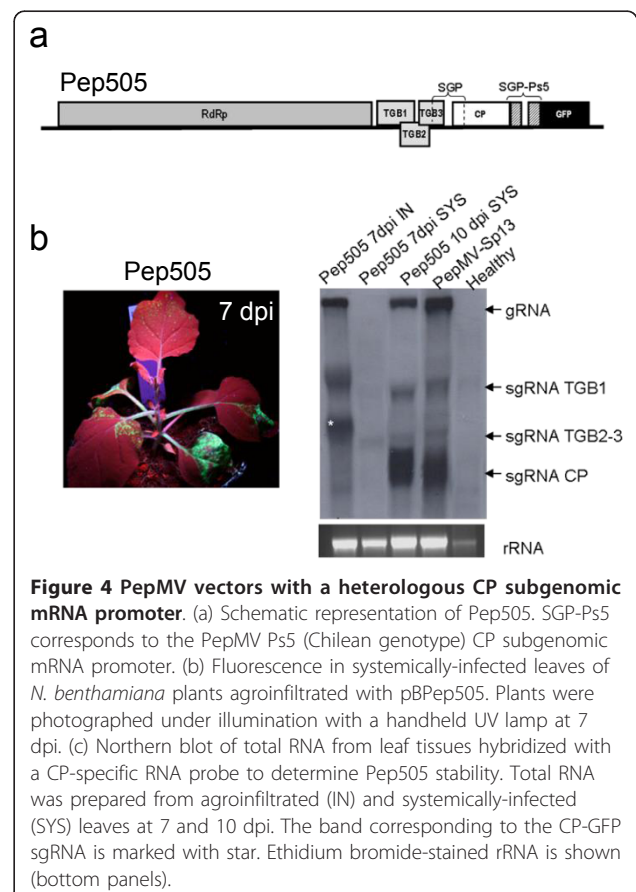 a
Pep505
SGP
SGP-Ps5
RdRp
TGB1
TGB3
CP
GFP
TGB2
b
Pep505
7 dpi
Pep505 7dpi IN
Pep505 7dpi SYS
Pep505 10 dpi SYS
PepMV-Sp13
Healthy
gRNA
sgRNA TGB1
*
sgRNA TGB2-3
sgRNA CP
rRNA
Figure 4 PepMV vectors with a heterologous CP subgenomic
mRNA promoter. (a) Schematic representation of Pep505. SGP-Ps5
corresponds to the PepMV Ps5 (Chilean genotype) CP subgenomic
mRNA promoter. (b) Fluorescence in systemically-infected leaves of
N. benthamiana plants agroinfiltrated with pBPep505. Plants were
photographed under illumination with a handheld UV lamp at 7
dpi. (c) Northern blot of total RNA from leaf tissues hybridized with
a CP-specific RNA probe to determine Pep505 stability. Total RNA
was prepared from agroinfiltrated (IN) and systemically-infected
(SYS) leaves at 7 and 10 dpi. The band corresponding to the CP-GFP
sgRNA is marked with star. Ethidium bromide-stained rRNA is shown
(bottom panels).